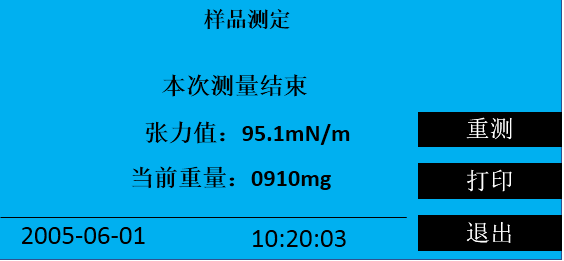 样品测定
本次测量结束
张力值：95.1mN/m
当前重量：0910mg
重测
打印
退出
2005-06-01
10:20:03